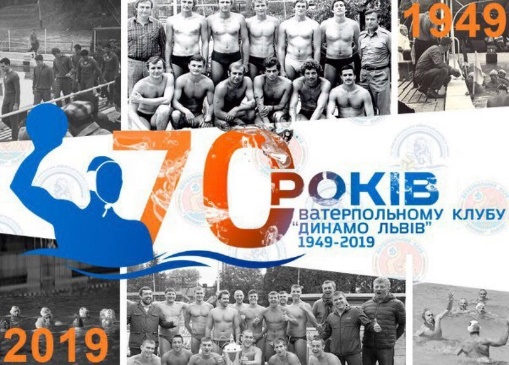 1949
70 РОКІВ
ВАТЕРПОЛЬНОМУ КЛУБУ
"ДИНАМО ЛЬВІВ"
1949-2019
2019